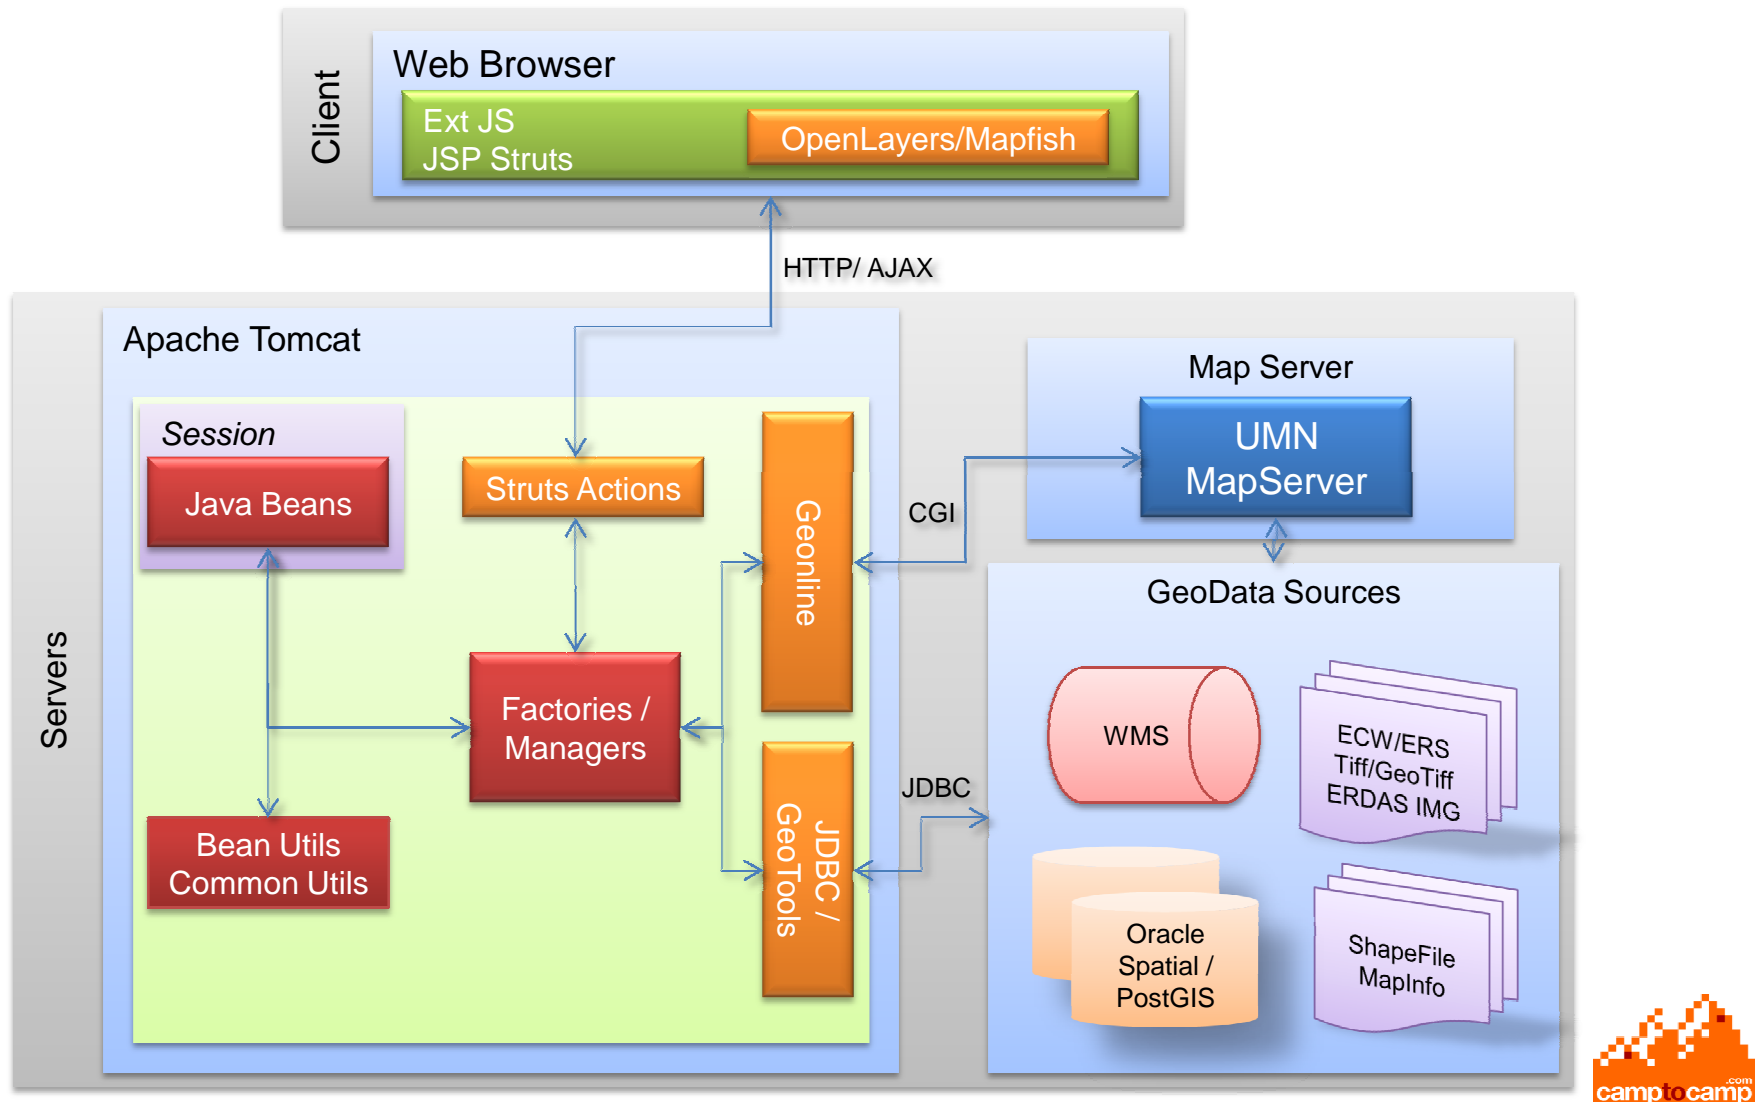 Client
Web Browser
Ext JS
JSP Struts
OpenLayers/Mapfish
HTTP/ AJAX
Servers
Apache Tomcat
Session
Java Beans
Struts Actions
Geonline
Factories /
Managers
Bean Utils
Common Utils
JDBC /
GeoTools
CGI
JDBC
Map Server
UMN
MapServer
GeoData Sources
WMS
ECW/ERS
Tiff/GeoTiff
ERDAS IMG
Oracle
Spatial /
PostGIS
ShapeFile
MapInfo
.com
camptocamp